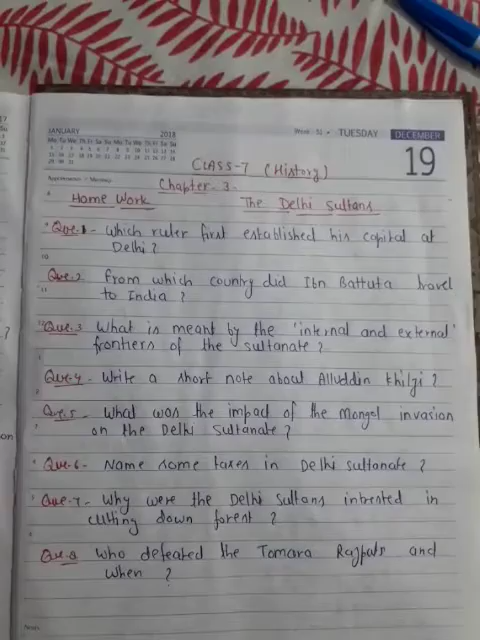 JANUARY 2018 TUESDAY DECEMBER
19
CLASS-7 (History)
Chapter-3-
Home Work The Delhi Sultans
Que.1- Which ruler first established his capital at
Delhi?
Que.2- From which country did Ibn Battuta travel
to India ?
Que.3 What is meant by the 'internal and external'
frontiers of the sultanate ?
Que.4- Write a short note about Alluddin Khilji ?
Que.5- What was the impact of the Mongol invasion
on the Delhi Sultanate ?
Que.6- Name some taxes in Delhi sultanate ?
Que.7- Why were the Delhi Sultans intrested in
cutting down forest ?
Que.8 Who defeated the Tomara Rajputs and
When ?
Notes